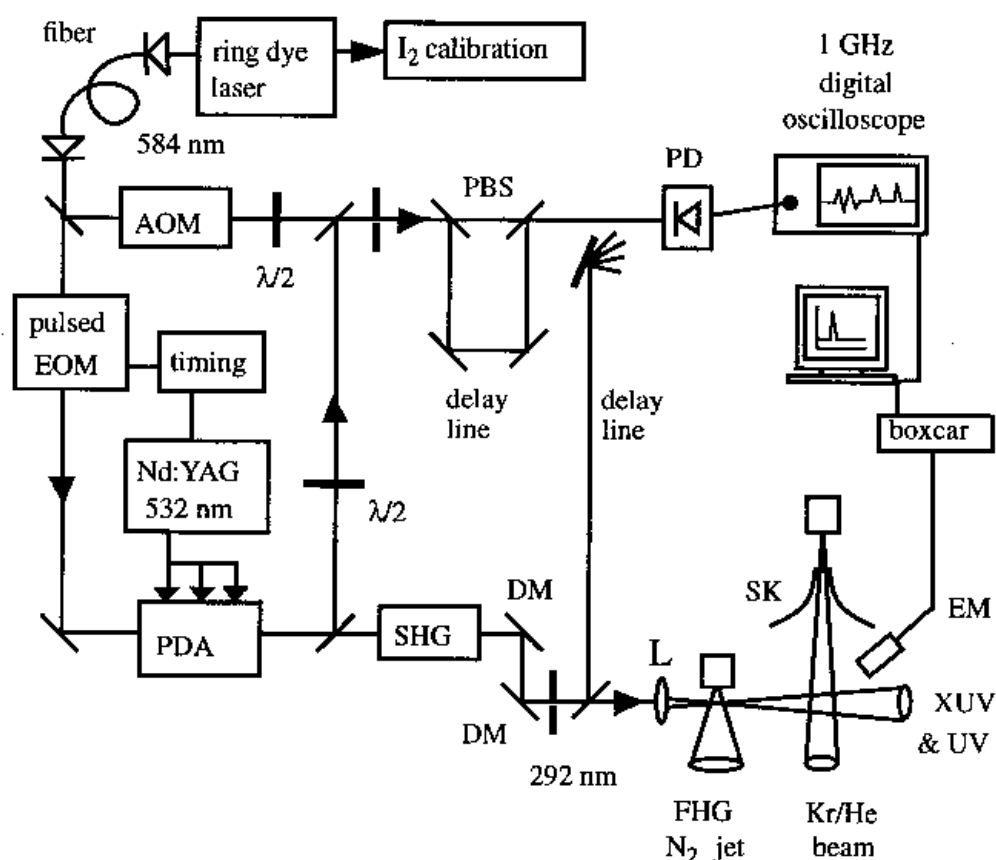 fiber
ring dye
laser
I2 calibration
1 GHz
digital
oscilloscope
584 nm
PD
PBS
AOM
λ/2
pulsed
EOM
timing
delay
line
delay
line
boxcar
Nd:YAG
532 nm
λ/2
SK
EM
DM
PDA
SHG
L
XUV
& UV
DM
292 nm
FHG
N2 jet
Kr/He
beam